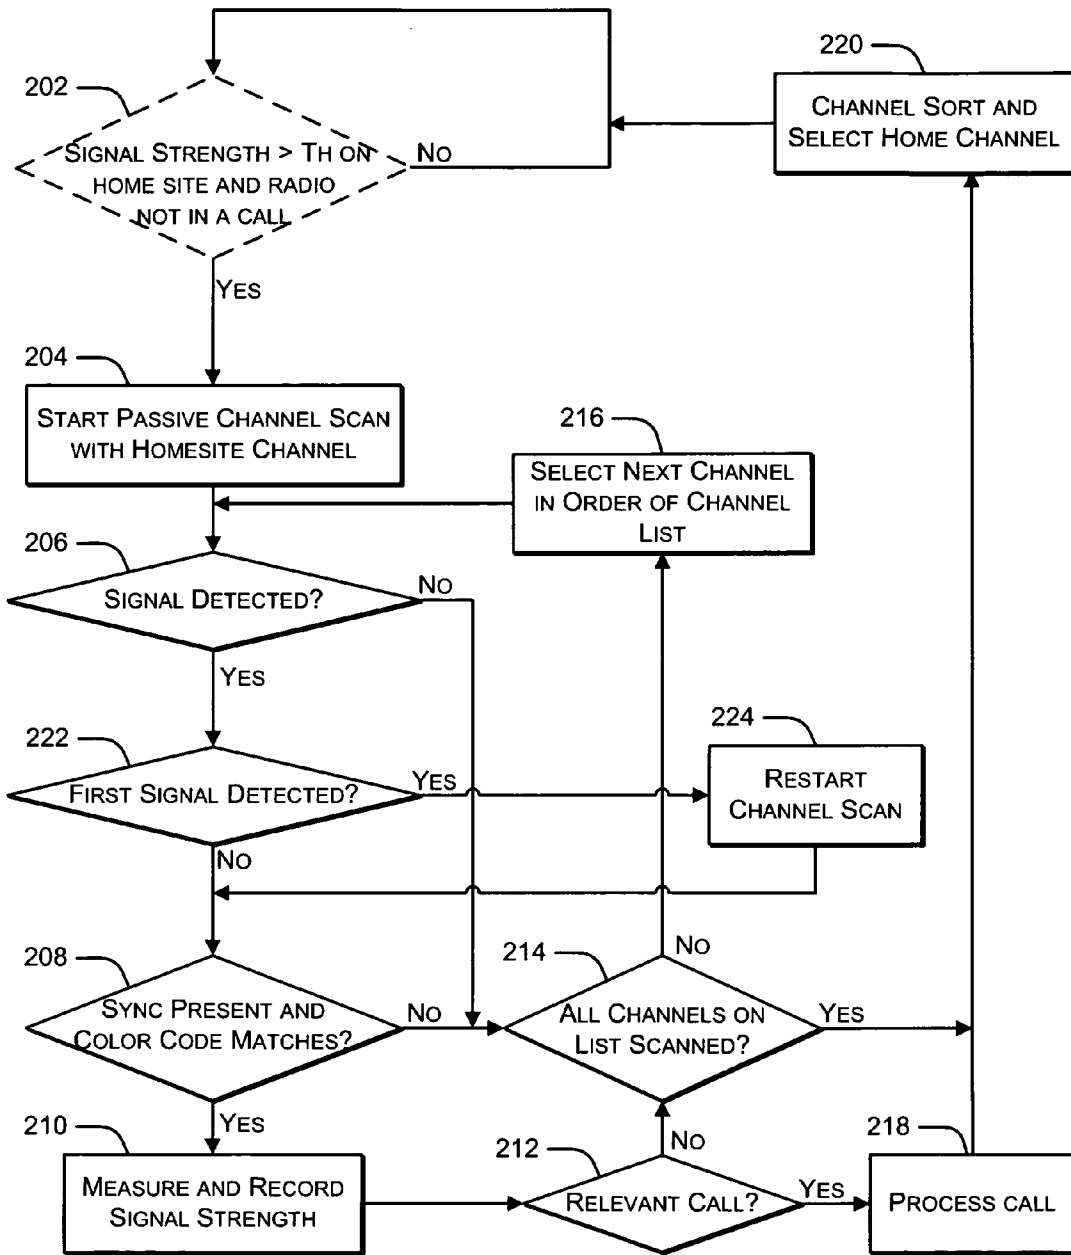 220
CHANNEL SORT AND
SELECT HOME CHANNEL
202
SIGNAL STRENGTH > TH ON
HOME SITE AND RADIO
NOT IN A CALL
NO
YES
204
START PASSIVE CHANNEL SCAN
WITH HOMESITE CHANNEL
216
SELECT NEXT CHANNEL
IN ORDER OF CHANNEL
LIST
206
SIGNAL DETECTED?
NO
YES
222
FIRST SIGNAL DETECTED?
YES
NO
224
RESTART
CHANNEL SCAN
208
SYNC PRESENT AND
COLOR CODE MATCHES?
NO
YES
214
ALL CHANNELS ON
LIST SCANNED?
NO
YES
210
MEASURE AND RECORD
SIGNAL STRENGTH
212
RELEVANT CALL?
NO
YES
218
PROCESS CALL